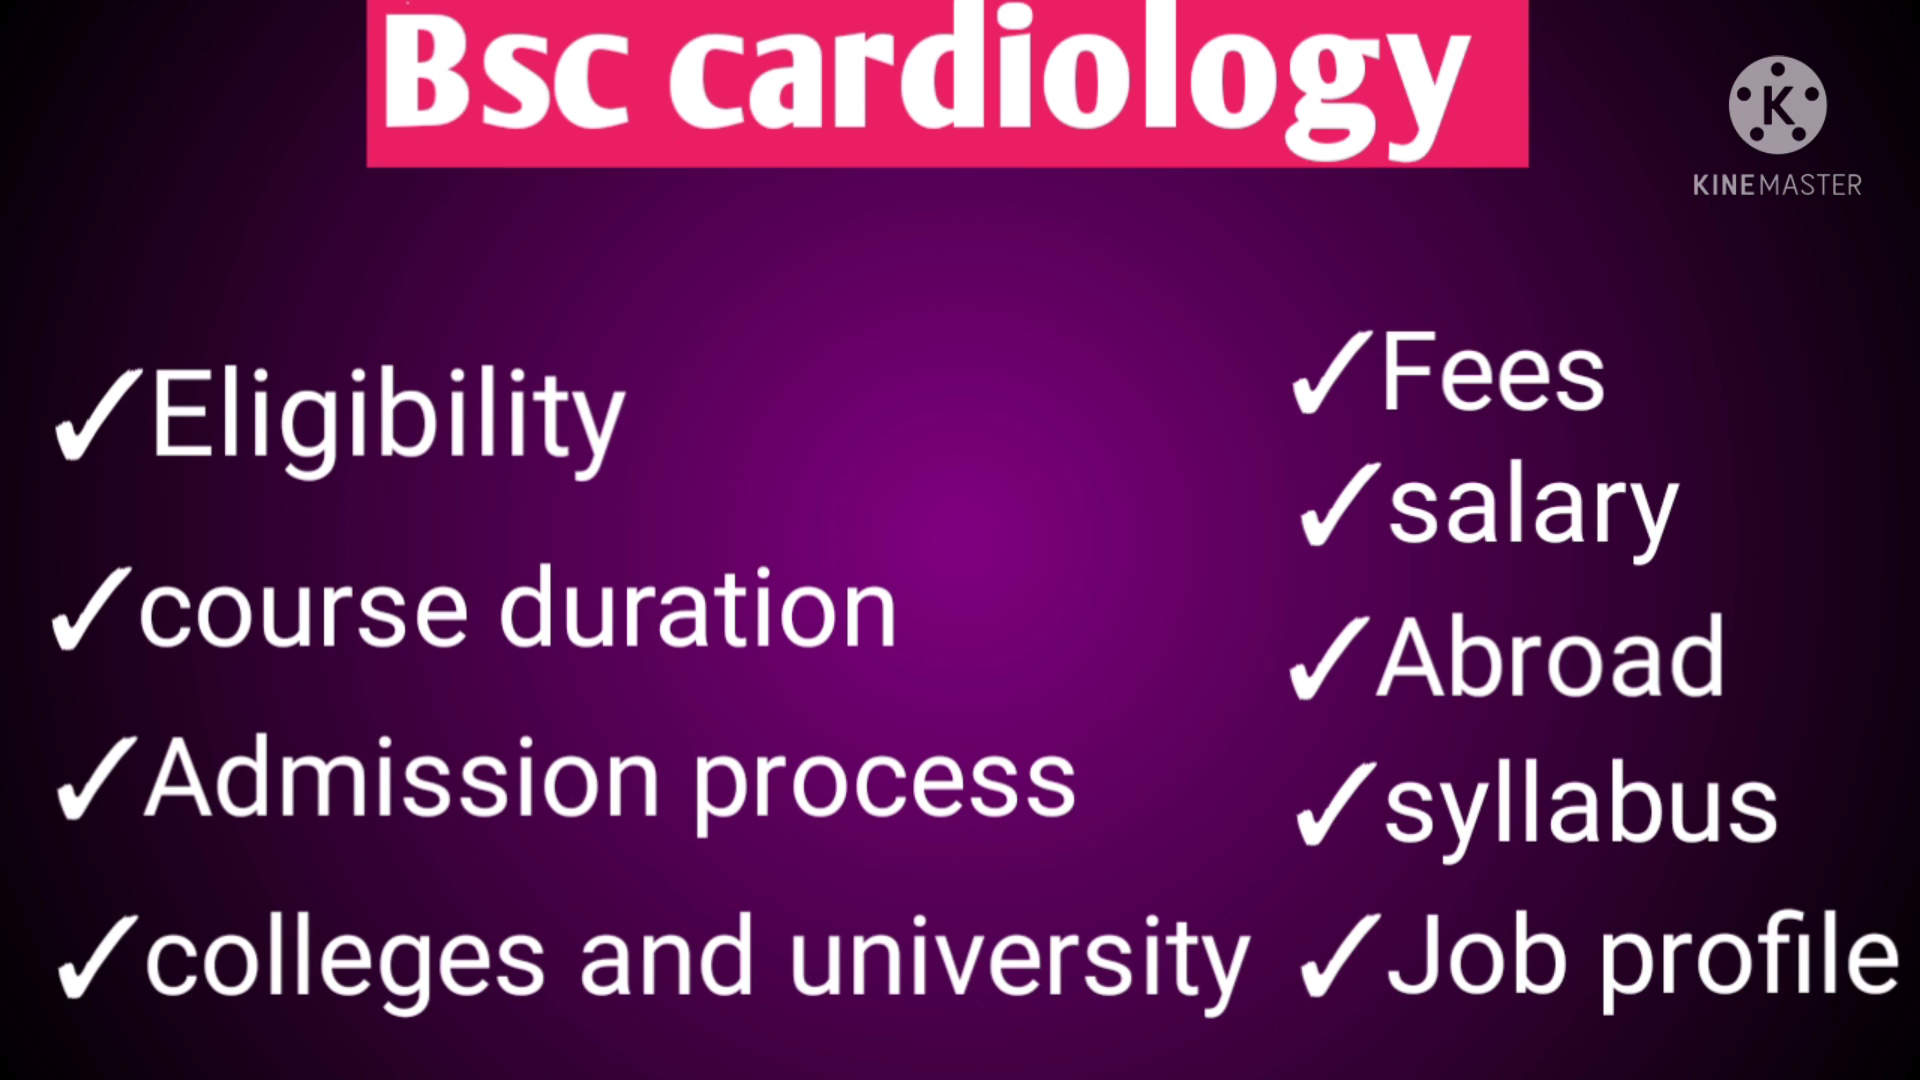 Bsc cardiology
K
KINEMASTER
✓Eligibility
✓course duration
✓Admission process
✓colleges and university
✓Fees
✓salary
✓Abroad
✓syllabus
✓Job profile